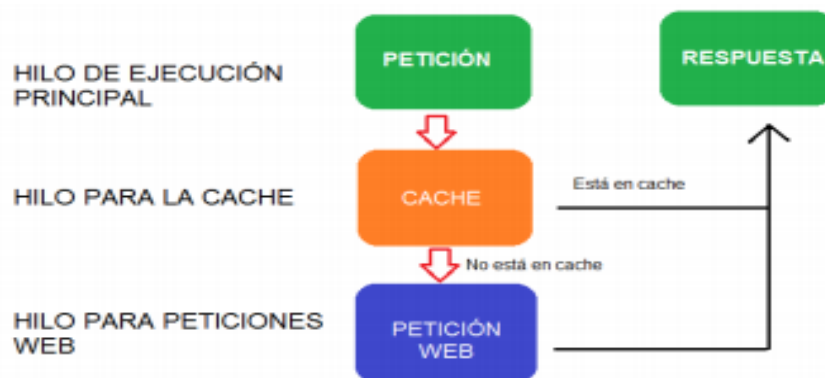 PETICIÓN
RESPUESTA
HILO DE EJECUCIÓN
PRINCIPAL
HILO PARA LA CACHE
CACHE
Está en cache
No está en cache
HILO PARA PETICIONES
WEB
PETICIÓN
WEB